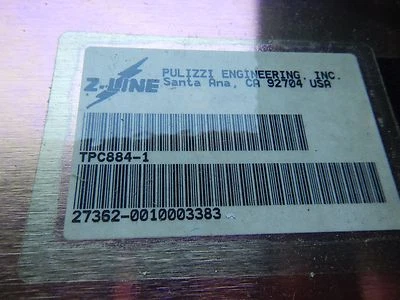 Z-LINE
PULIZZI ENGINEERING, INC.
Santa Ana, CA 92704 USA
TPC884-1
27362-0010003383